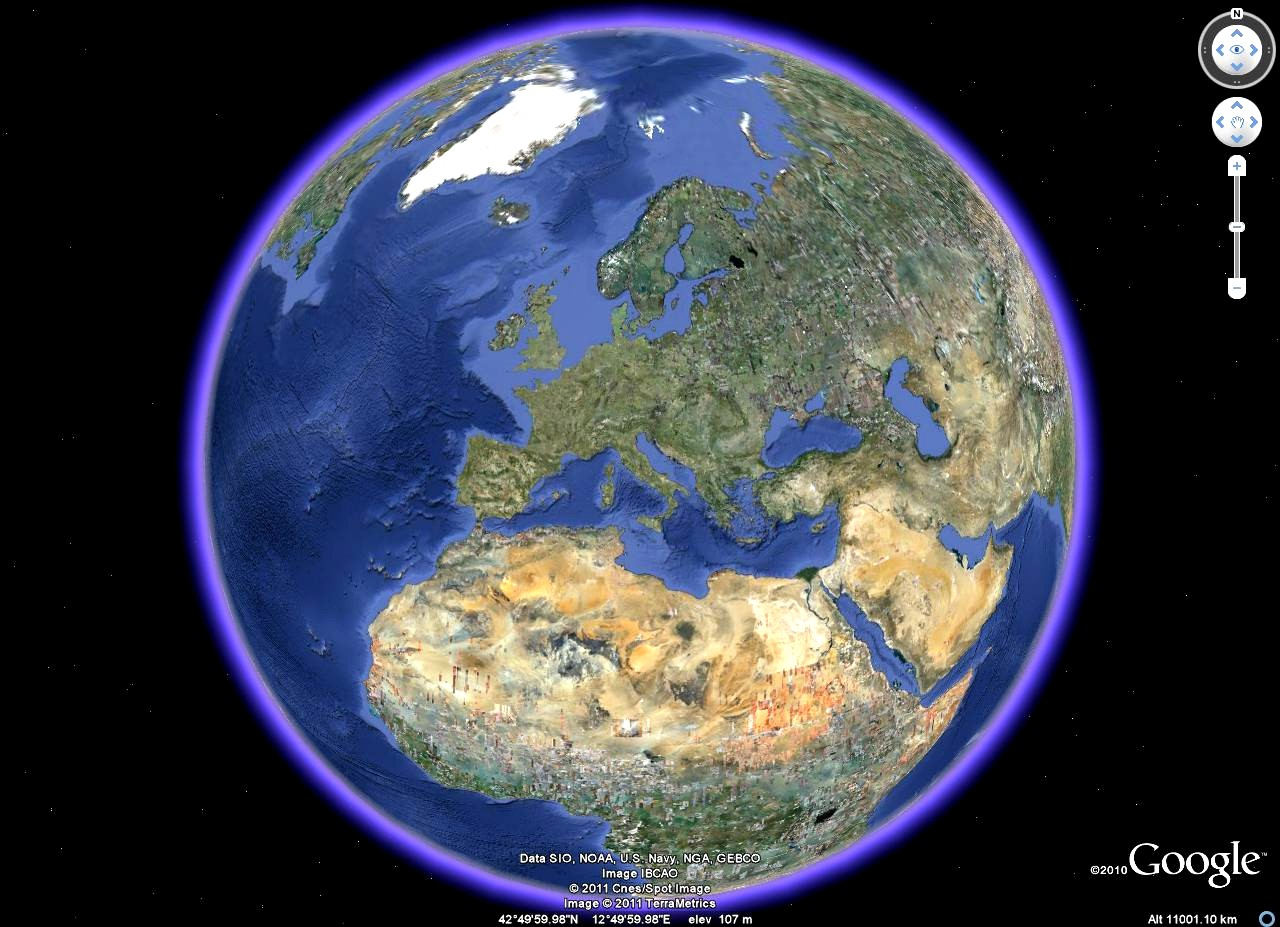 N
©2010 Google™
Data SIO, NOAA, U.S. Navy, NGA, GEBCO
Image IBCAO
© 2011 Cnes/Spot Image
Image © 2011 TerraMetrics
42°49'59.98"N 12°49'59.98"E elev 107 m
Alt 11001.10 km